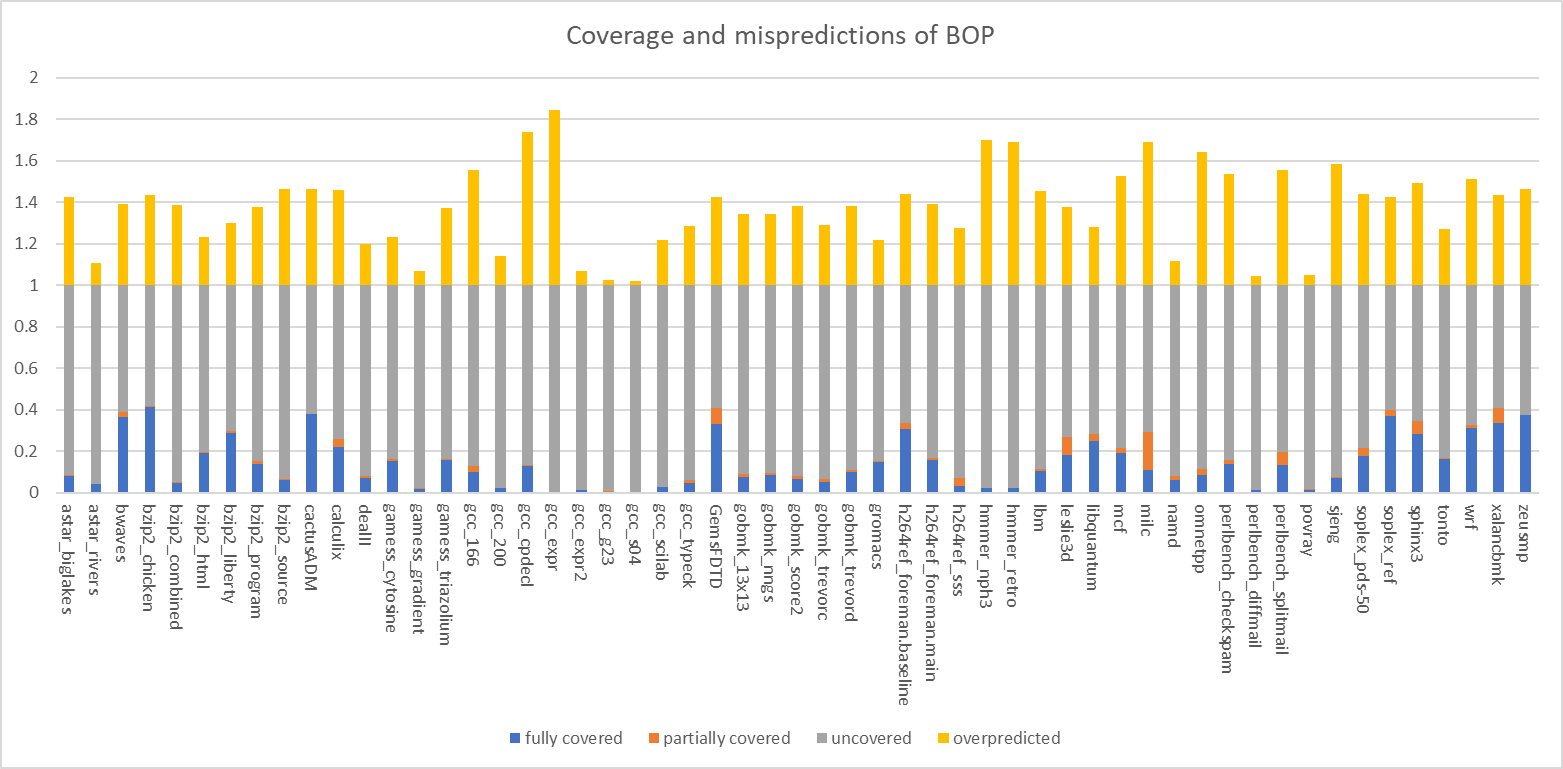 Coverage and mispredictions of BOP
2
1.8
1.6
1.4
1.2
1
0.8
0.6
0.4
0.2
0
astar_biglakes
astar_rivers
bwaves
bzip2_chicken
bzip2_combined
bzip2_html
bzip2_liberty
bzip2_program
bzip2_source
cactusADM
calculix
dealII
gamess_cytosine
gamess_gradient
gamess_triazolium
gcc_166
gcc_200
gcc_cpdecl
gcc_expr
gcc_expr2
gcc_g23
gcc_s04
gcc_scilab
gcc_typeck
GemsFDTD
gobmk_13x13
gobmk_nngs
gobmk_score2
gobmk_trevorc
gobmk_trevord
gromacs
h264ref_foreman.baseline
h264ref_foreman.main
h264ref_sss
hmmer_nph3
hmmer_retro
lbm
leslie3d
libquantum
mcf
milc
namd
omnetpp
perlbench_checkspam
perlbench_diffmail
perlbench_splitmail
povray
sjeng
soplex_pds-50
soplex_ref
sphinx3
tonto
wrf
xalancbmk
zeusmp
fully covered
partially covered
uncovered
overpredicted